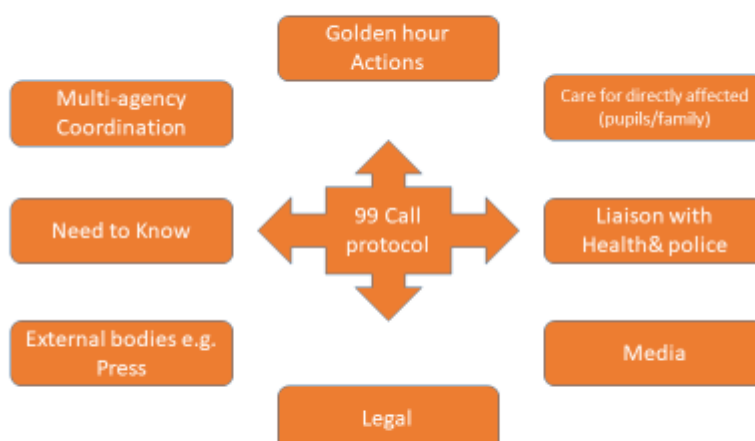 Golden hour
Actions
Multi-agency
Coordination
Care for directly affected
(pupils/family)
Need to Know
99 Call
protocol
Liaison with
Health& police
External bodies e.g.
Press
Media
Legal